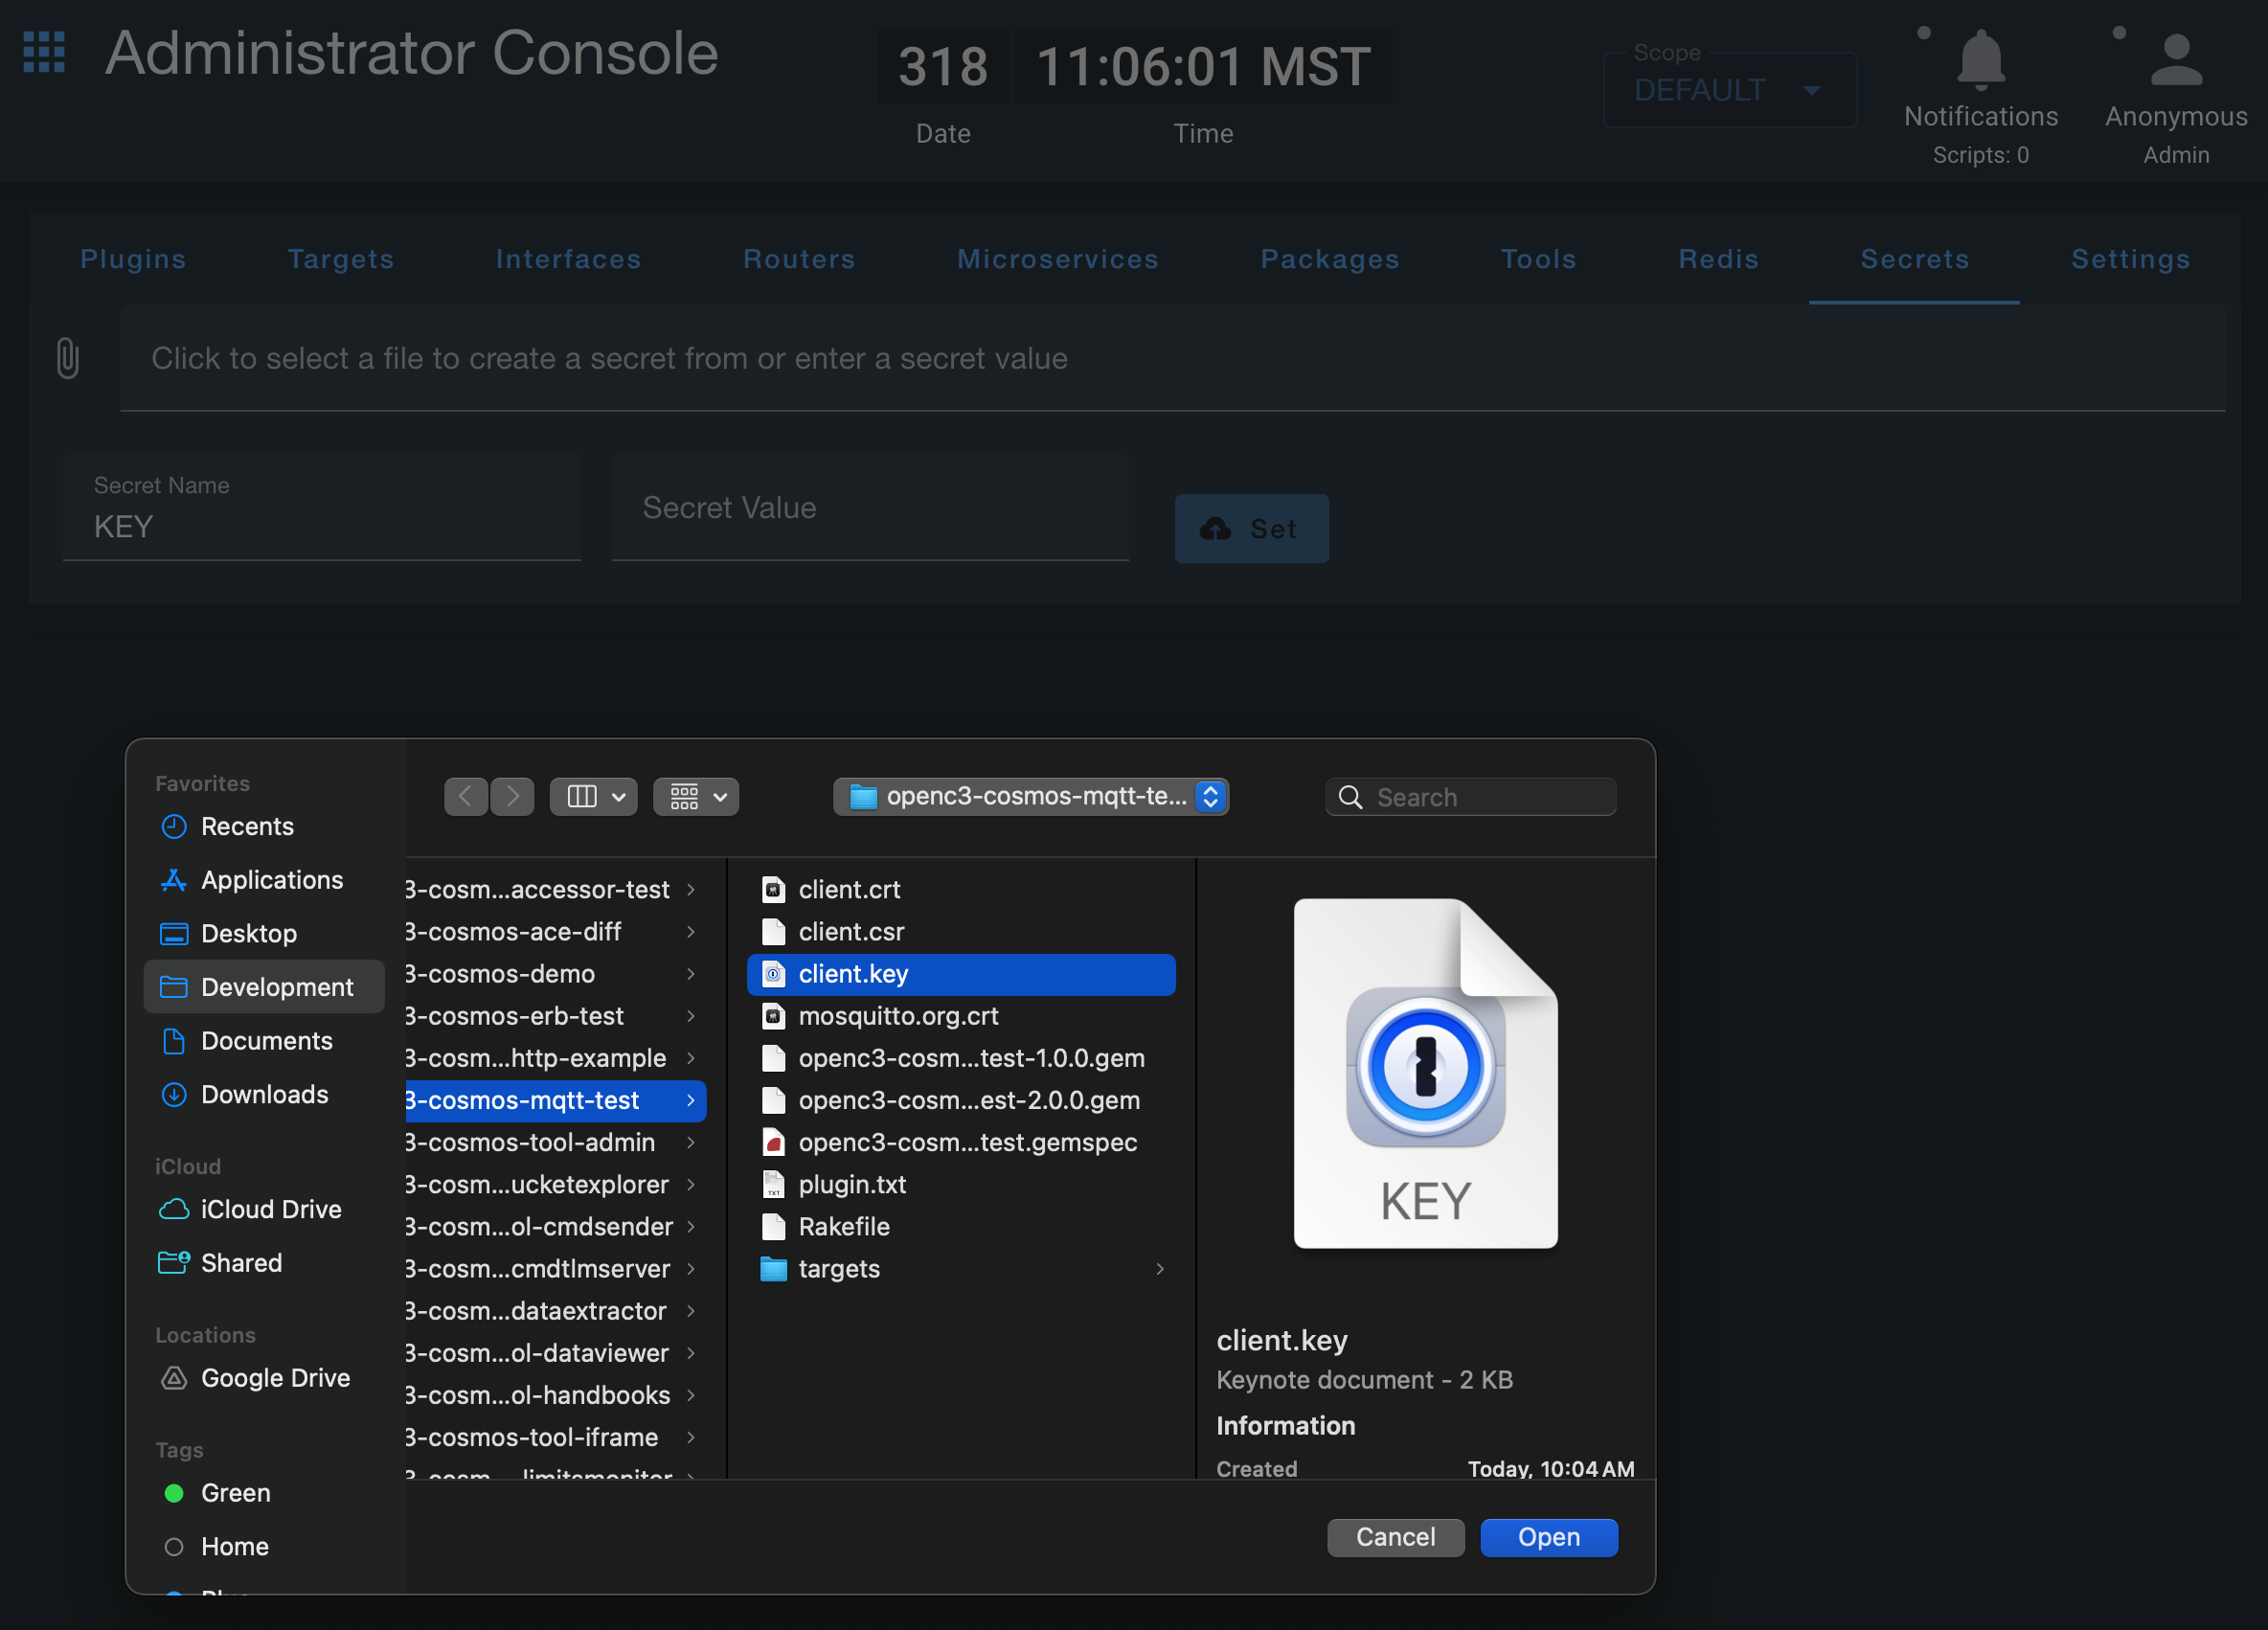 Administrator Console
318
11:06:01 MST
Date
Time
Scope
DEFAULT
Notifications
Scripts: 0
Anonymous
Admin
Plugins
Targets
Interfaces
Routers
Microservices
Packages
Tools
Redis
Secrets
Settings
Click to select a file to create a secret from or enter a secret value
Secret Name
KEY
Secret Value
Set
Favorites
Recents
Applications
Desktop
Development
Documents
Downloads
iCloud
iCloud Drive
Shared
Locations
Google Drive
Tags
Green
Home
openc3-cosmos-mqtt-te...
Search
3-cosm...accessor-test
3-cosmos-ace-diff
3-cosmos-demo
3-cosmos-erb-test
3-cosm...http-example
3-cosmos-mqtt-test
3-cosmos-tool-admin
3-cosm...ucketexplorer
3-cosm...ol-cmdsender
3-cosm...cmdtlmserver
3-cosm...dataextractor
3-cosm...ol-dataviewer
3-cosm...ol-handbooks
3-cosmos-tool-iframe
3-cosm...limitsmonitor
client.crt
client.csr
client.key
mosquitto.org.crt
openc3-cosm...test-1.0.0.gem
openc3-cosm...est-2.0.0.gem
openc3-cosm...test.gemspec
plugin.txt
Rakefile
targets
KEY
client.key
Keynote document - 2 KB
Information
Created
Today, 10:04 AM
Cancel
Open